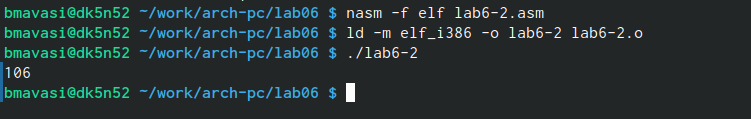 bmavasi@dk5n52 ~/work/arch-pc/lab06 $ nasm -f elf lab6-2.asm
bmavasi@dk5n52 ~/work/arch-pc/lab06 $ ld -m elf_i386 -o lab6-2 lab6-2.o
bmavasi@dk5n52 ~/work/arch-pc/lab06 $ ./lab6-2
106
bmavasi@dk5n52 ~/work/arch-pc/lab06 $